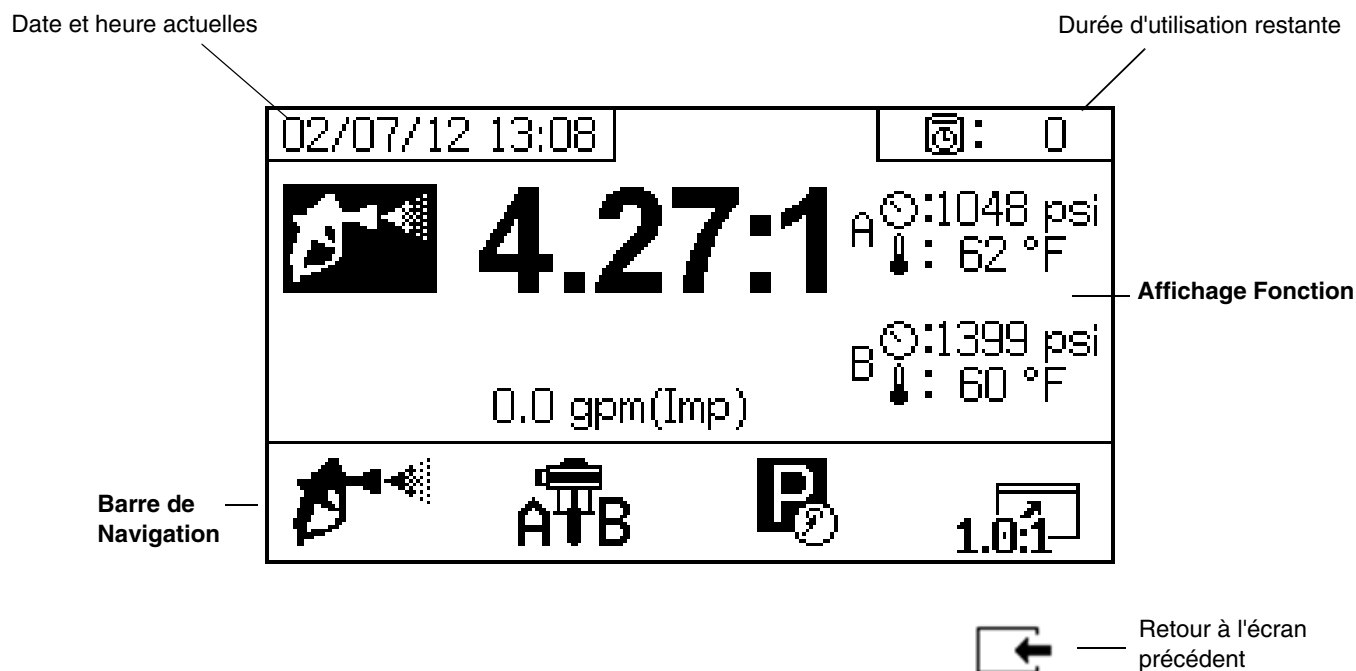 Date et heure actuelles
Durée d'utilisation restante
02/07/12 13:08
: 0
4.27:1
A :1048 psi
: 62 °F
Affichage Fonction
B :1399 psi
: 60 °F
0.0 gpm(Imp)
Barre de
Navigation
A B
P
1.0:1
Retour à l'écran
précédent